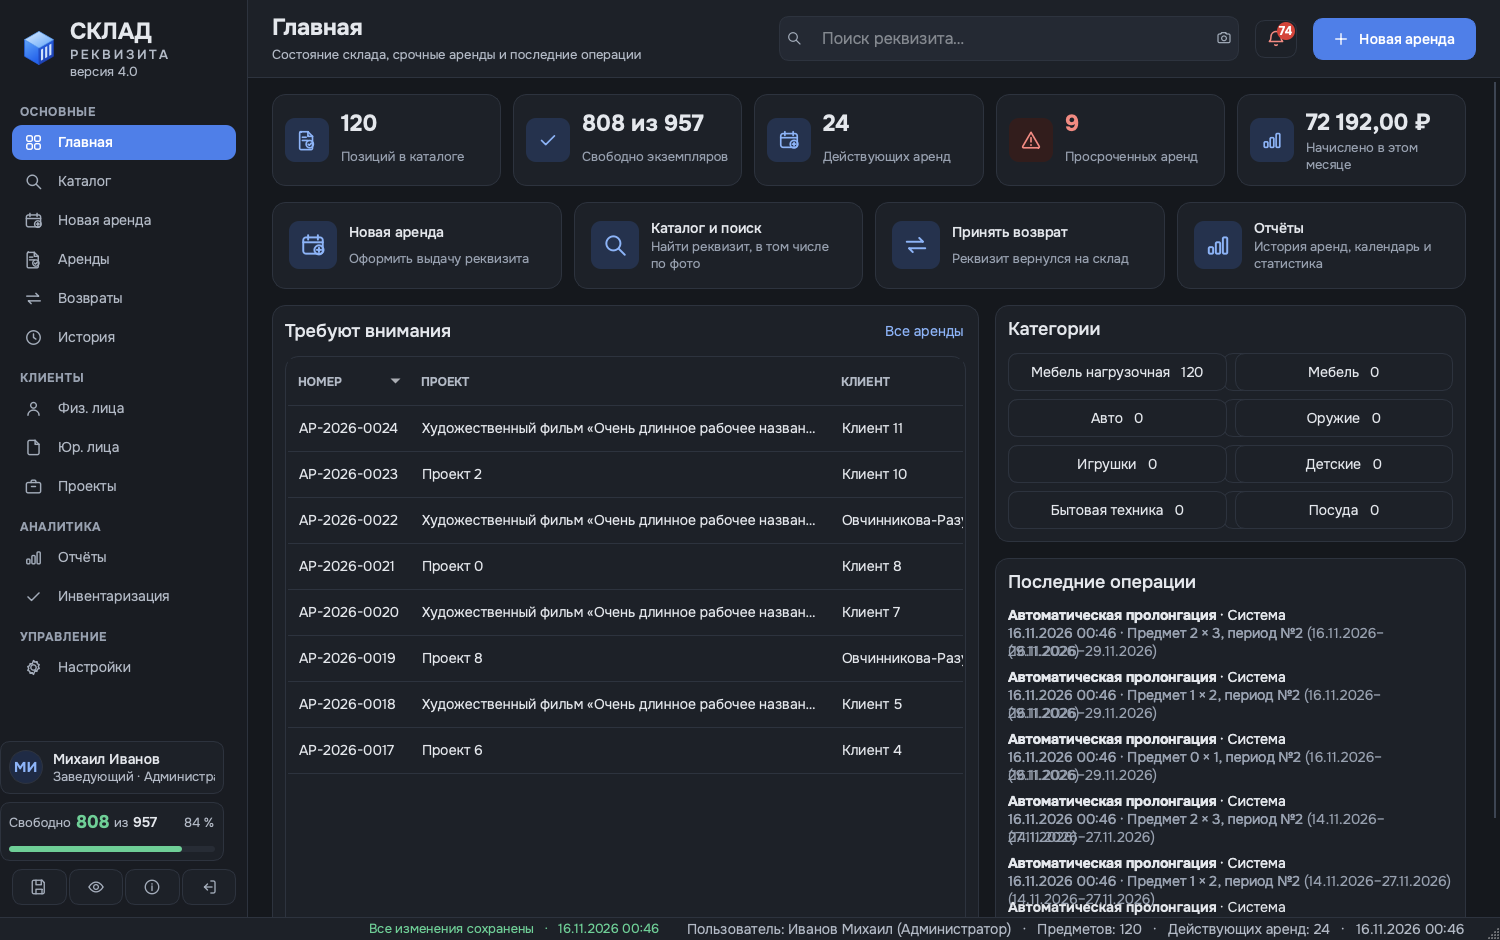 СКЛАД
РЕКВИЗИТА
версия 4.0
ОСНОВНЫЕ
Главная
Каталог
Новая аренда
Аренды
Возвраты
История
КЛИЕНТЫ
Физ. лица
Юр. лица
Проекты
АНАЛИТИКА
Отчёты
Инвентаризация
УПРАВЛЕНИЕ
Настройки
МИ
Михаил Иванов
Заведующий · Администра
Свободно 808 из 957 84 %
Главная
Состояние склада, срочные аренды и последние операции
Поиск реквизита...
74
Новая аренда
120
Позиций в каталоге
808 из 957
Свободно экземпляров
24
Действующих аренд
9
Просроченных аренд
72 192,00 ₽
Начислено в этом
месяце
Новая аренда
Оформить выдачу реквизита
Каталог и поиск
Найти реквизит, в том числе
по фото
Принять возврат
Реквизит вернулся на склад
Отчёты
История аренд, календарь и
статистика
Требуют внимания
Все аренды
НОМЕР ПРОЕКТ КЛИЕНТ
АР-2026-0024 Художественный фильм «Очень длинное рабочее назван... Клиент 11
АР-2026-0023 Проект 2 Клиент 10
АР-2026-0022 Художественный фильм «Очень длинное рабочее назван... Овчинникова-Разу
АР-2026-0021 Проект 0 Клиент 8
АР-2026-0020 Художественный фильм «Очень длинное рабочее назван... Клиент 7
АР-2026-0019 Проект 8 Овчинникова-Разу
АР-2026-0018 Художественный фильм «Очень длинное рабочее назван... Клиент 5
АР-2026-0017 Проект 6 Клиент 4
Категории
Мебель нагрузочная 120 Мебель 0
Авто 0 Оружие 0
Игрушки 0 Детские 0
Бытовая техника 0 Посуда 0
Последние операции
Автоматическая пролонгация · Система
16.11.2026 00:46 · Предмет 2 × 3, период №2 (16.11.2026–
29.11.2026)
Автоматическая пролонгация · Система
16.11.2026 00:46 · Предмет 1 × 2, период №2 (16.11.2026–
29.11.2026)
Автоматическая пролонгация · Система
16.11.2026 00:46 · Предмет 0 × 1, период №2 (16.11.2026–
29.11.2026)
Автоматическая пролонгация · Система
16.11.2026 00:46 · Предмет 2 × 3, период №2 (14.11.2026–
27.11.2026)
Автоматическая пролонгация · Система
16.11.2026 00:46 · Предмет 1 × 2, период №2 (14.11.2026–27.11.2026)
(14.11.2026–27.11.2026)
Автоматическая пролонгация · Система
Все изменения сохранены · 16.11.2026 00:46 Пользователь: Иванов Михаил (Администратор) · Предметов: 120 · Действующих аренд: 24 · 16.11.2026 00:46